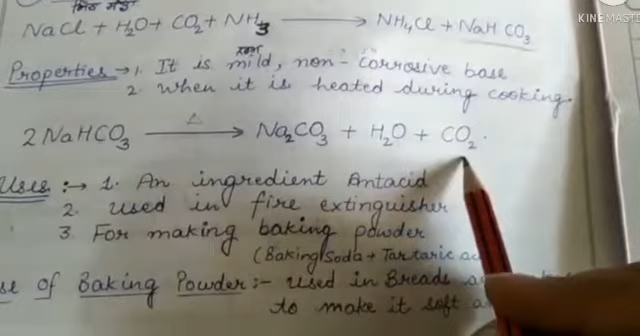 KINEMASTER
NaCl + H₂O + CO₂ + NH₃ ⟶ NH₄Cl + NaHCO₃
Properties → 1. It is mild, non-corrosive base
2. when it is heated during cooking.
2NaHCO₃ —Δ→ Na₂CO₃ + H₂O + CO₂.
Uses :→ 1. An ingredient Antacid
2. used in fire extinguisher
3. For making baking powder
(Baking Soda + Tartaric
of Baking Powder :- used in Breads
to make it soft